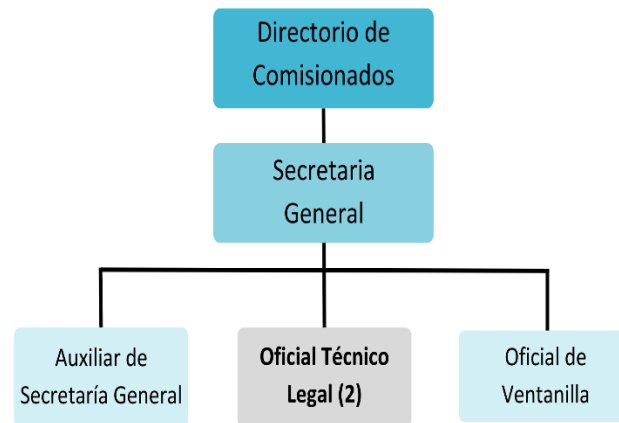 Directorio de
Comisionados
Secretaria
General
Auxiliar de
Secretaría General
Oficial Técnico
Legal (2)
Oficial de
Ventanilla